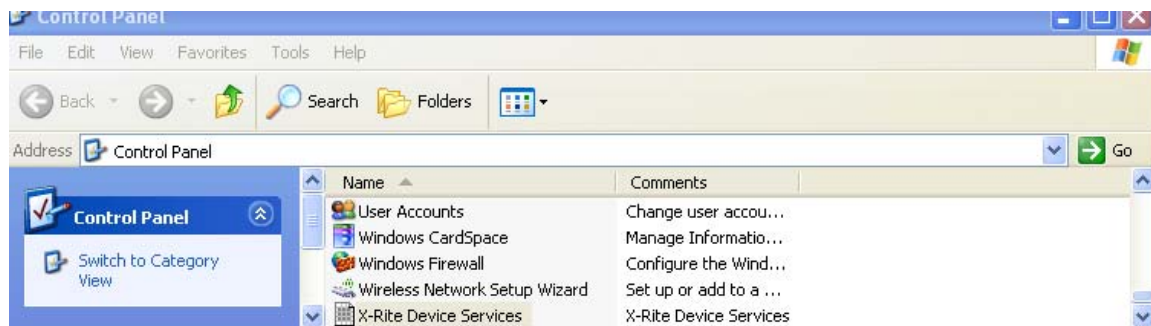 Control Panel
File Edit View Favorites Tools Help
Back Search Folders
Address Control Panel Go
Name Comments
Control Panel
Switch to Category
View
User Accounts Change user accou...
Windows CardSpace Manage Informatio...
Windows Firewall Configure the Wind...
Wireless Network Setup Wizard Set up or add to a ...
X-Rite Device Services X-Rite Device Services